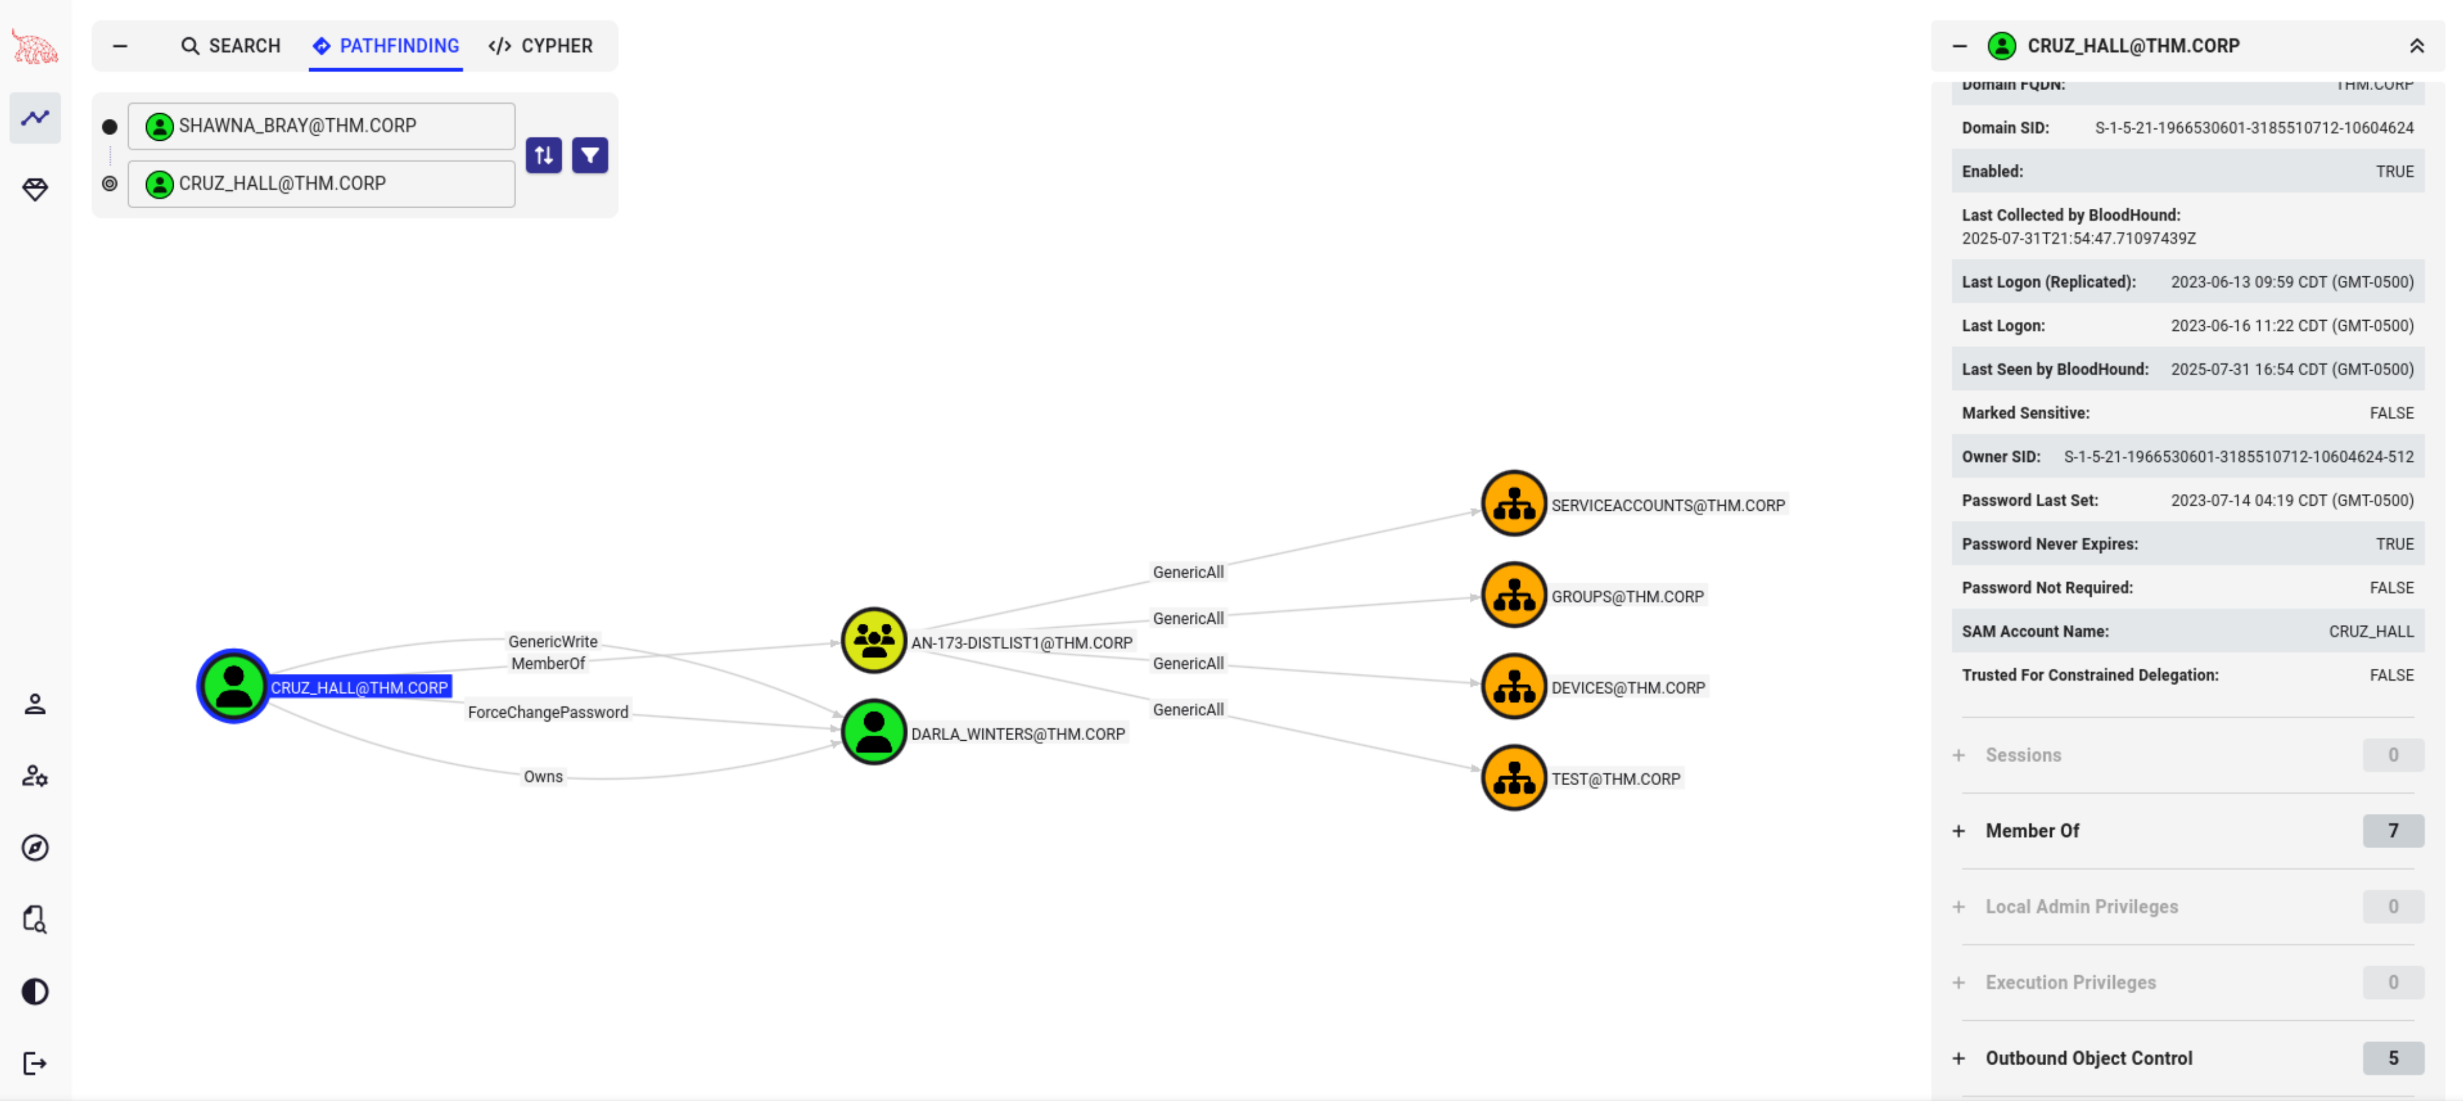 SEARCH
PATHFINDING
</> CYPHER
SHAWNA_BRAY@THM.CORP
CRUZ_HALL@THM.CORP
GenericWrite
MemberOf
CRUZ_HALL@THM.CORP
ForceChangePassword
Owns
AN-173-DISTLIST1@THM.CORP
DARLA_WINTERS@THM.CORP
GenericAll
GenericAll
GenericAll
GenericAll
SERVICEACCOUNTS@THM.CORP
GROUPS@THM.CORP
DEVICES@THM.CORP
TEST@THM.CORP
CRUZ_HALL@THM.CORP
Domain FQDN: THM.CORP
Domain SID: S-1-5-21-1966530601-3185510712-10604624
Enabled: TRUE
Last Collected by BloodHound:
2025-07-31T21:54:47.71097439Z
Last Logon (Replicated): 2023-06-13 09:59 CDT (GMT-0500)
Last Logon: 2023-06-16 11:22 CDT (GMT-0500)
Last Seen by BloodHound: 2025-07-31 16:54 CDT (GMT-0500)
Marked Sensitive: FALSE
Owner SID: S-1-5-21-1966530601-3185510712-10604624-512
Password Last Set: 2023-07-14 04:19 CDT (GMT-0500)
Password Never Expires: TRUE
Password Not Required: FALSE
SAM Account Name: CRUZ_HALL
Trusted For Constrained Delegation: FALSE
+ Sessions 0
+ Member Of 7
+ Local Admin Privileges 0
+ Execution Privileges 0
+ Outbound Object Control 5